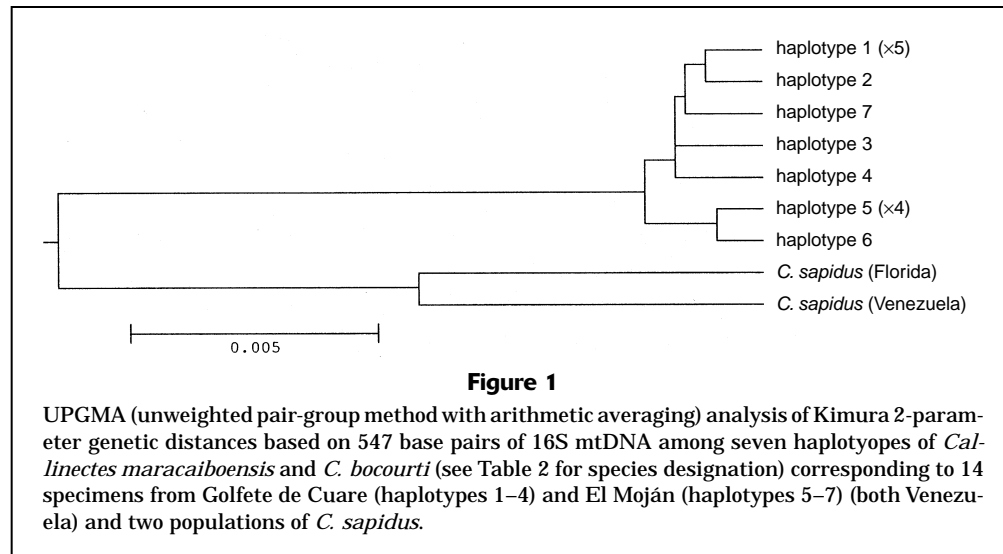 haplotype 1 (×5)
haplotype 2
haplotype 7
haplotype 3
haplotype 4
haplotype 5 (×4)
haplotype 6
C. sapidus (Florida)
C. sapidus (Venezuela)
0.005
Figure 1
UPGMA (unweighted pair-group method with arithmetic averaging) analysis of Kimura 2-param-
eter genetic distances based on 547 base pairs of 16S mtDNA among seven haplotyopes of Cal-
linectes maracaiboensis and C. bocourti (see Table 2 for species designation) corresponding to 14
specimens from Golfete de Cuare (haplotypes 1–4) and El Moján (haplotypes 5–7) (both Venezu-
ela) and two populations of C. sapidus.